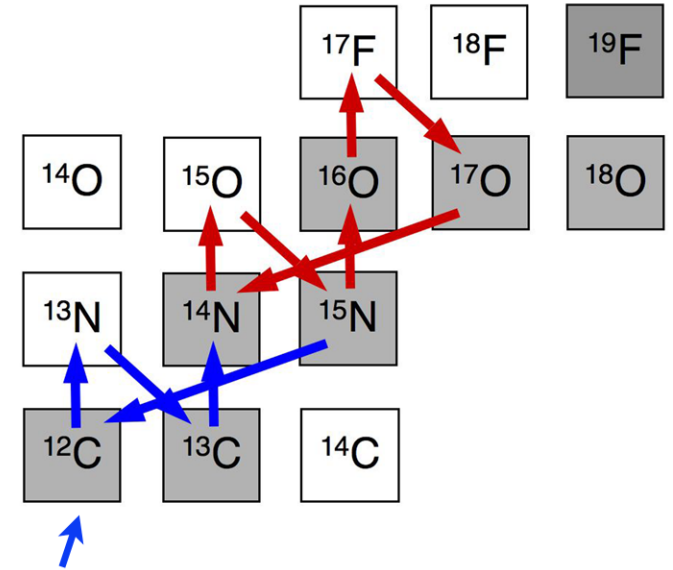 ¹⁷F ¹⁸F ¹⁹F
¹⁴O ¹⁵O ¹⁶O ¹⁷O ¹⁸O
¹³N ¹⁴N ¹⁵N
¹²C ¹³C ¹⁴C